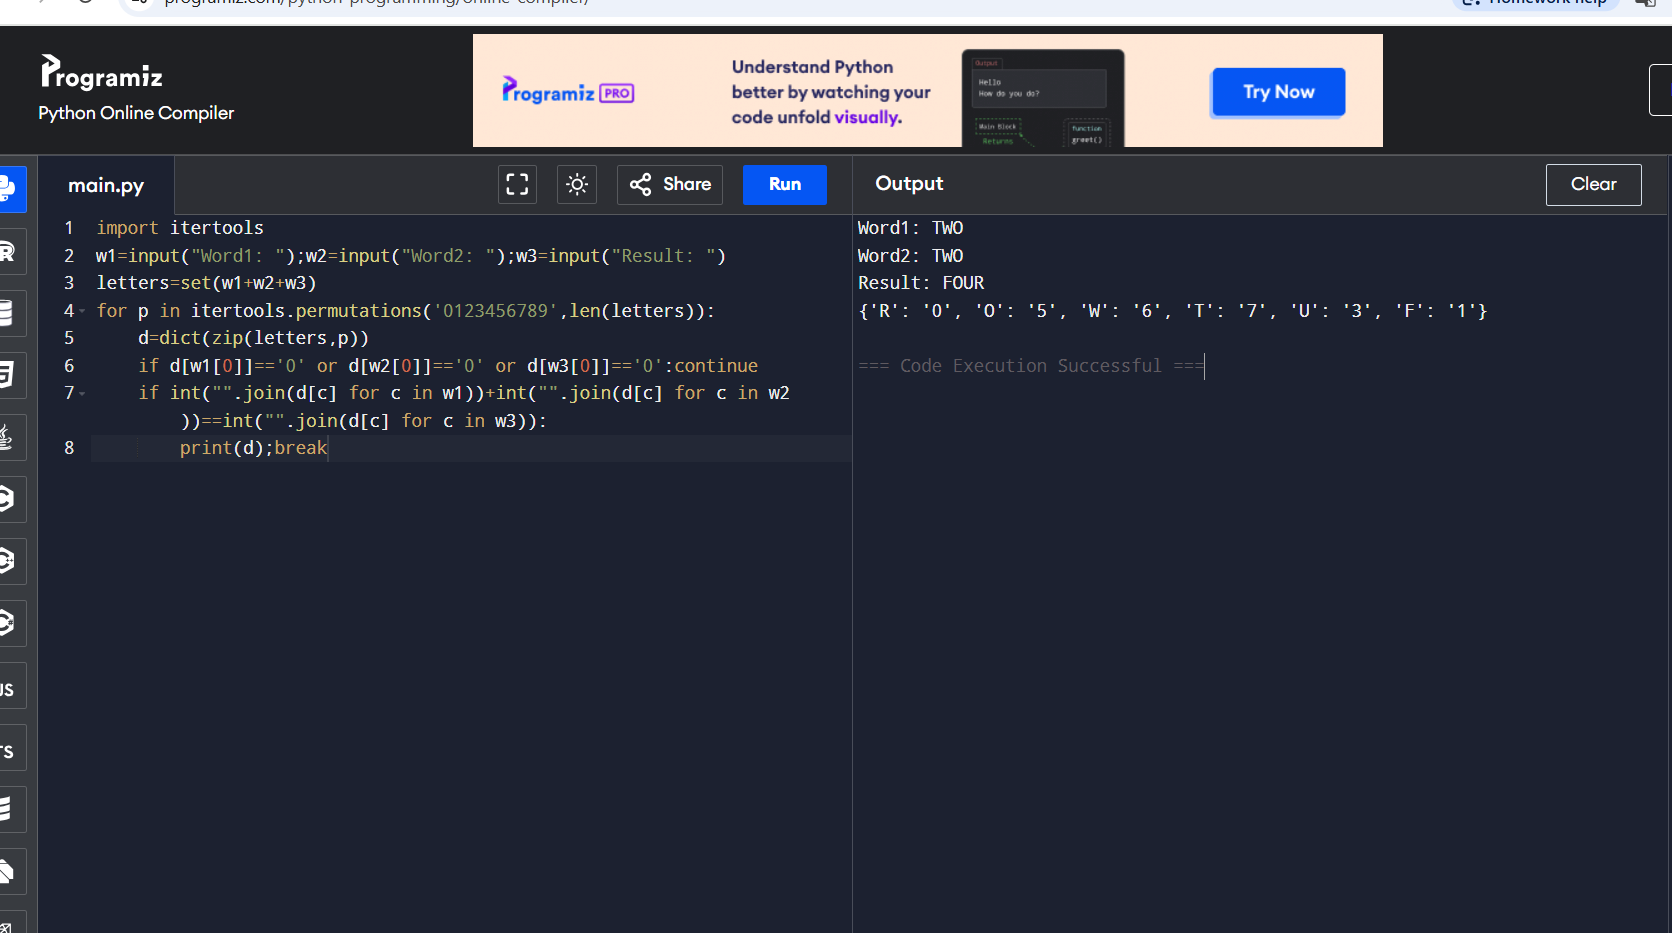 programiz.com/python-programming/online-compiler/
Homework help
Programiz
Python Online Compiler
Programiz PRO
Understand Python
better by watching your
code unfold visually.
Output
Hello
How do you do?
Main Block
Returns
function
greet()
Try Now
main.py
Share
Run
Output
Clear
1 import itertools
2 w1=input("Word1: ");w2=input("Word2: ");w3=input("Result: ")
3 letters=set(w1+w2+w3)
4 for p in itertools.permutations('0123456789',len(letters)):
5     d=dict(zip(letters,p))
6     if d[w1[0]]=='0' or d[w2[0]]=='0' or d[w3[0]]=='0':continue
7     if int("".join(d[c] for c in w1))+int("".join(d[c] for c in w2
))==int("".join(d[c] for c in w3)):
8         print(d);break
Word1: TWO
Word2: TWO
Result: FOUR
{'R': '0', 'O': '5', 'W': '6', 'T': '7', 'U': '3', 'F': '1'}
=== Code Execution Successful ===
R
JS
TS